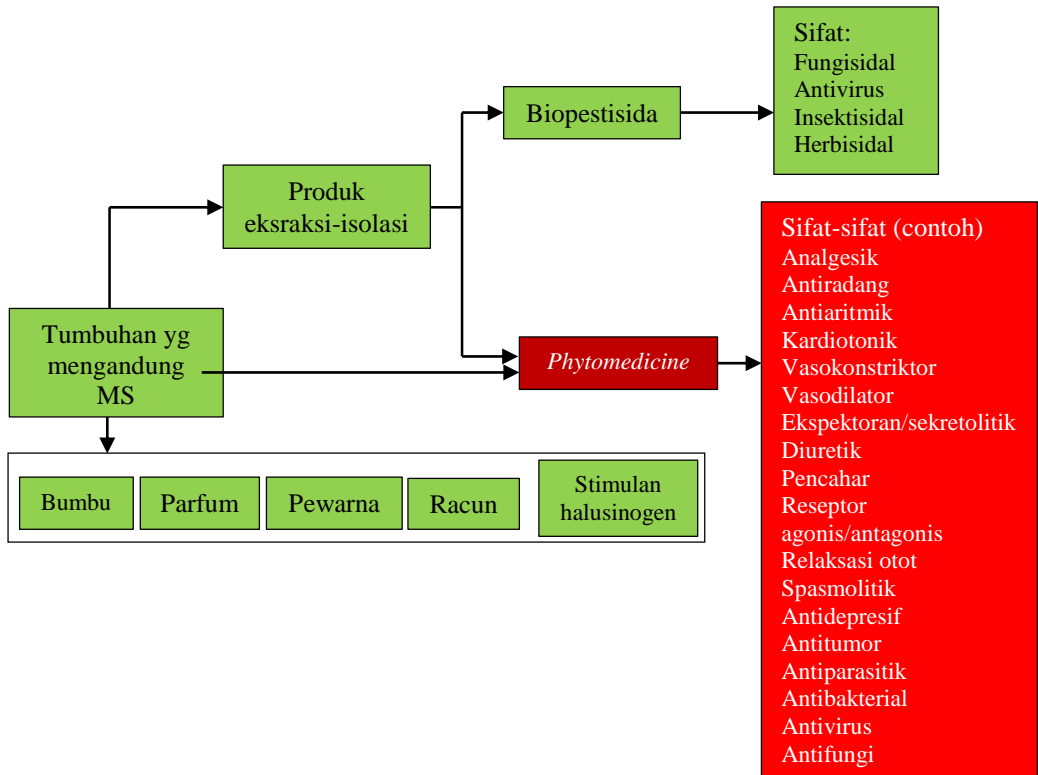 Sifat:
Fungisidal
Antivirus
Insektisidal
Herbisidal
Biopestisida
Produk
eksraksi-isolasi
Sifat-sifat (contoh)
Analgesik
Antiradang
Antiaritmik
Kardiotonik
Vasokonstriktor
Vasodilator
Ekspektoran/sekretolitik
Diuretik
Pencahar
Reseptor
agonis/antagonis
Relaksasi otot
Spasmolitik
Antidepresif
Antitumor
Antiparasitik
Antibakterial
Antivirus
Antifungi
Tumbuhan yg
mengandung
MS
Phytomedicine
Bumbu
Parfum
Pewarna
Racun
Stimulan
halusinogen